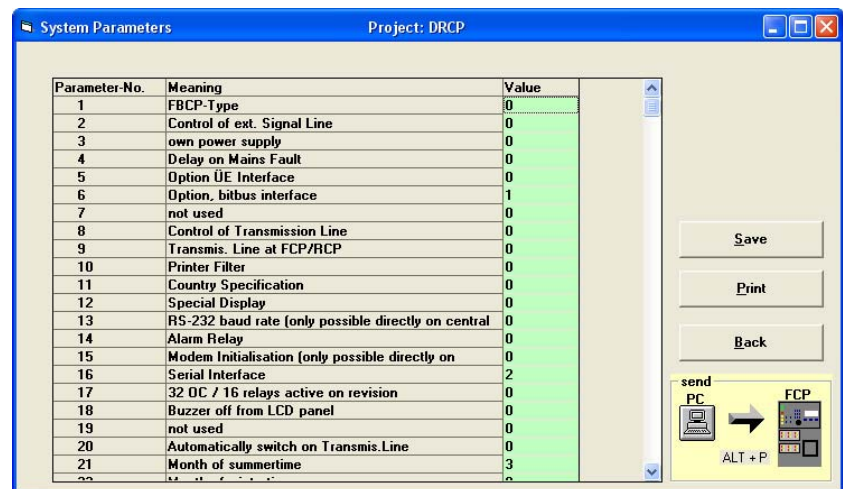 System Parameters Project: DRCP
Parameter-No. Meaning Value
1 FBCP-Type 0
2 Control of ext. Signal Line 0
3 own power supply 0
4 Delay on Mains Fault 0
5 Option ÜE Interface 0
6 Option, bitbus interface 1
7 not used 0
8 Control of Transmission Line 0
9 Transmis. Line at FCP/RCP 0
10 Printer Filter 0
11 Country Specification 0
12 Special Display 0
13 RS-232 baud rate (only possible directly on central 0
14 Alarm Relay 0
15 Modem Initialisation (only possible directly on 0
16 Serial Interface 2
17 32 OC / 16 relays active on revision 0
18 Buzzer off from LCD panel 0
19 not used 0
20 Automatically switch on Transmis.Line 0
21 Month of summertime 3
Save
Print
Back
send
PC FCP
ALT + P